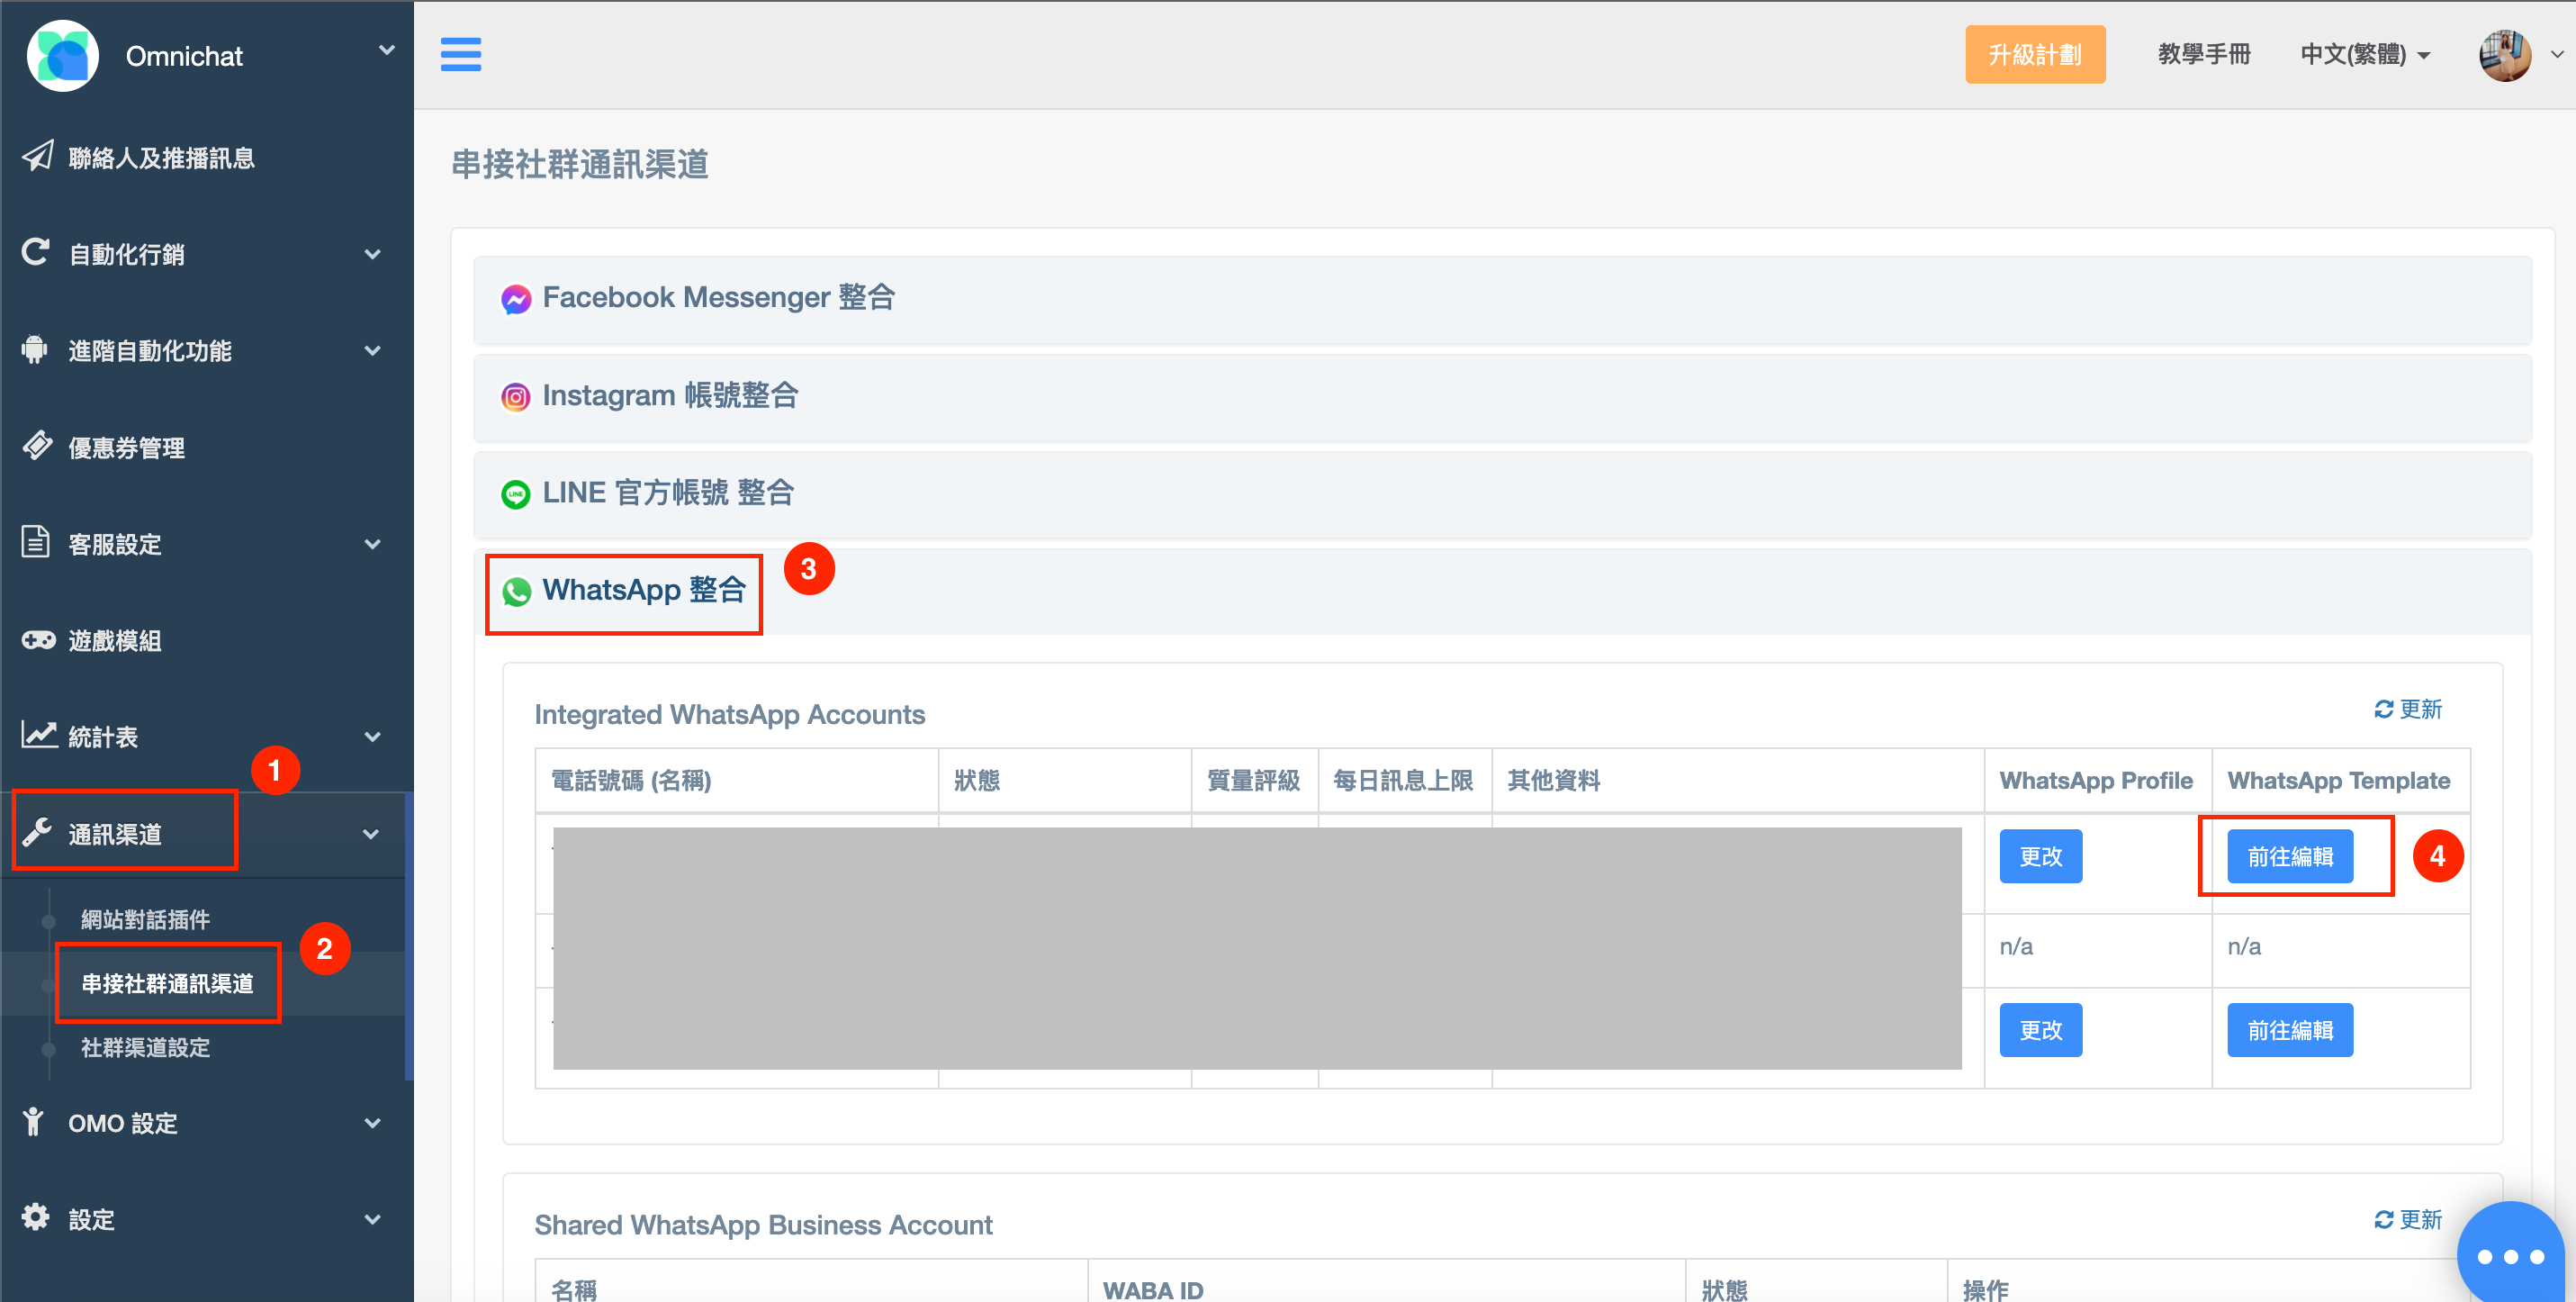 Omnichat
聯絡人及推播訊息
自動化行銷
進階自動化功能
優惠券管理
客服設定
遊戲模組
統計表
1
通訊渠道
網站對話插件
2
串接社群通訊渠道
社群渠道設定
OMO 設定
設定
升級計劃 教學手冊 中文(繁體)
串接社群通訊渠道
Facebook Messenger 整合
Instagram 帳號整合
LINE 官方帳號 整合
WhatsApp 整合 3
Integrated WhatsApp Accounts 更新
電話號碼 (名稱) 狀態 質量評級 每日訊息上限 其他資料 WhatsApp Profile WhatsApp Template
更改 前往編輯 4
n/a n/a
更改 前往編輯
Shared WhatsApp Business Account 更新
名稱 WABA ID 狀態 操作